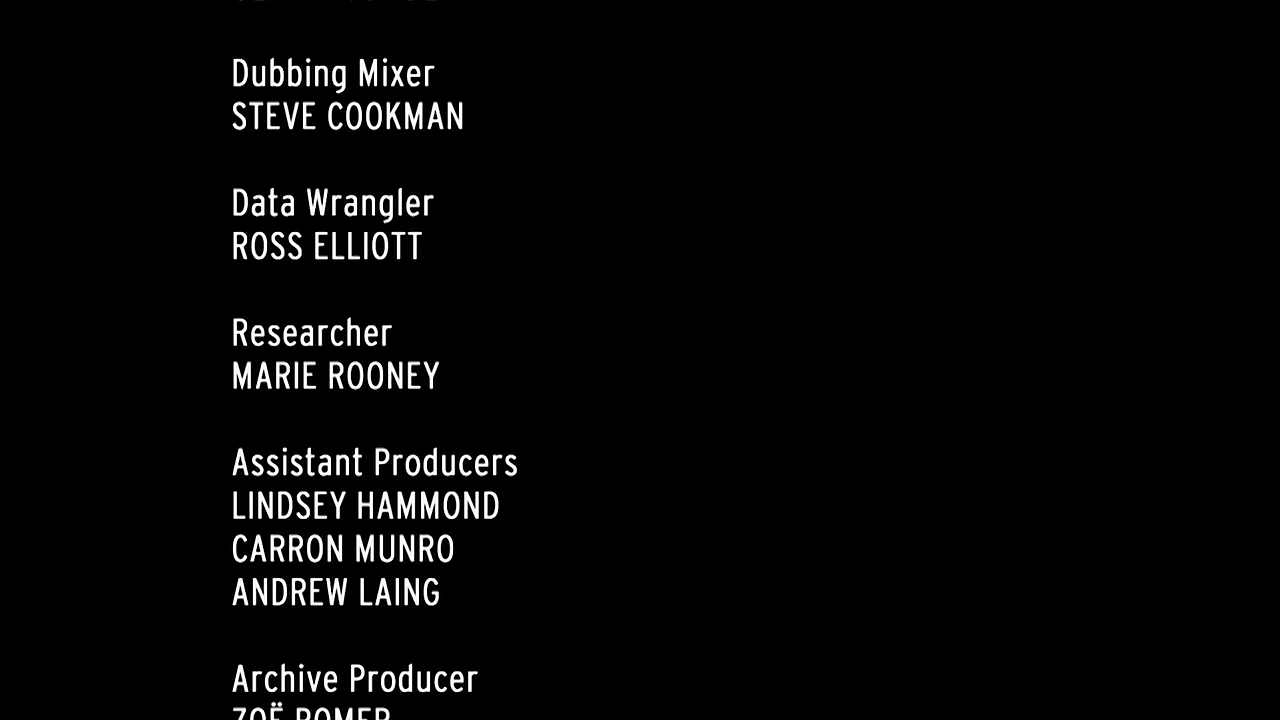 Dubbing Mixer
STEVE COOKMAN
Data Wrangler
ROSS ELLIOTT
Researcher
MARIE ROONEY
Assistant Producers
LINDSEY HAMMOND
CARRON MUNRO
ANDREW LAING
Archive Producer
ZOË ROMER